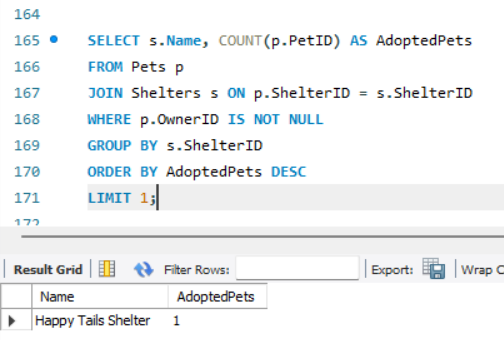 164
165 SELECT s.Name, COUNT(p.PetID) AS AdoptedPets
166 FROM Pets p
167 JOIN Shelters s ON p.ShelterID = s.ShelterID
168 WHERE p.OwnerID IS NOT NULL
169 GROUP BY s.ShelterID
170 ORDER BY AdoptedPets DESC
171 LIMIT 1;
172
Result Grid Filter Rows: Export: Wrap C
Name AdoptedPets
Happy Tails Shelter 1